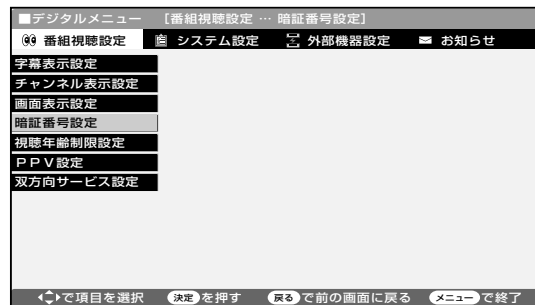 ■デジタルメニュー [番組視聴設定 … 暗証番号設定]
番組視聴設定 システム設定 外部機器設定 お知らせ
字幕表示設定
チャンネル表示設定
画面表示設定
暗証番号設定
視聴年齢制限設定
ＰＰＶ設定
双方向サービス設定
で項目を選択 決定を押す 戻るで前の画面に戻る メニューで終了